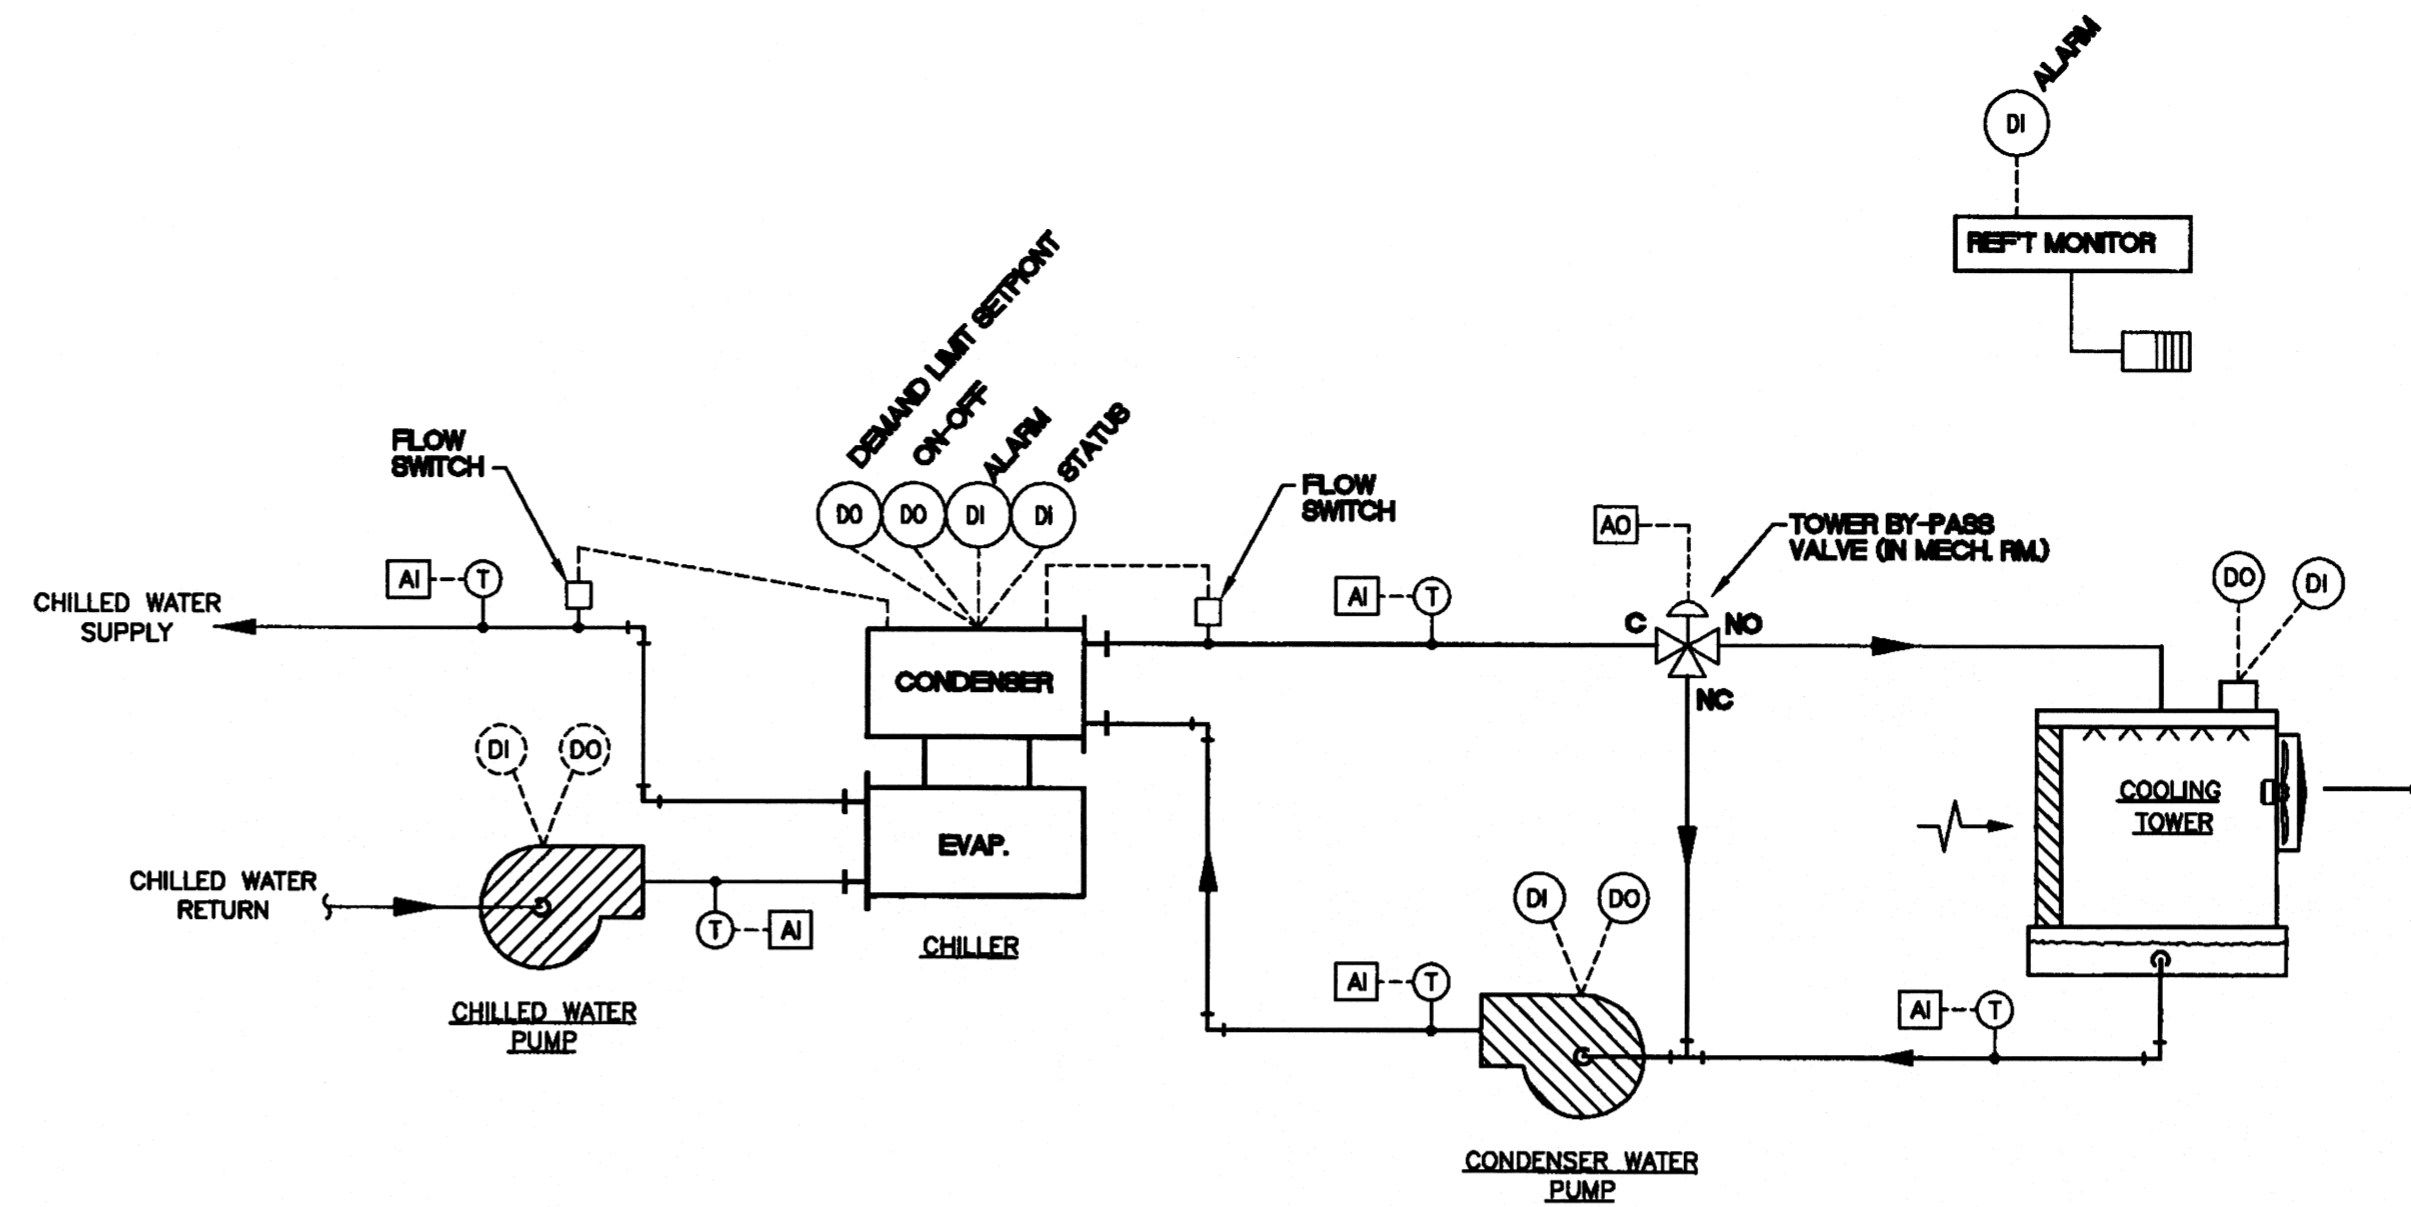 ALARM
DI
REF'T MONITOR
DEMAND LIMIT SETPIONT
ON-OFF
ALARM
STATUS
DO
DO
DI
DI
FLOW
SWITCH
FLOW
SWITCH
AI
T
CHILLED WATER
SUPPLY
AI
T
AO
TOWER BY-PASS
VALVE (IN MECH. RM.)
C
NO
NC
DO
DI
CONDENSER
DI
DO
EVAP.
CHILLER
CHILLED WATER
RETURN
T
AI
CHILLED WATER
PUMP
COOLING
TOWER
DI
DO
AI
T
AI
T
CONDENSER WATER
PUMP